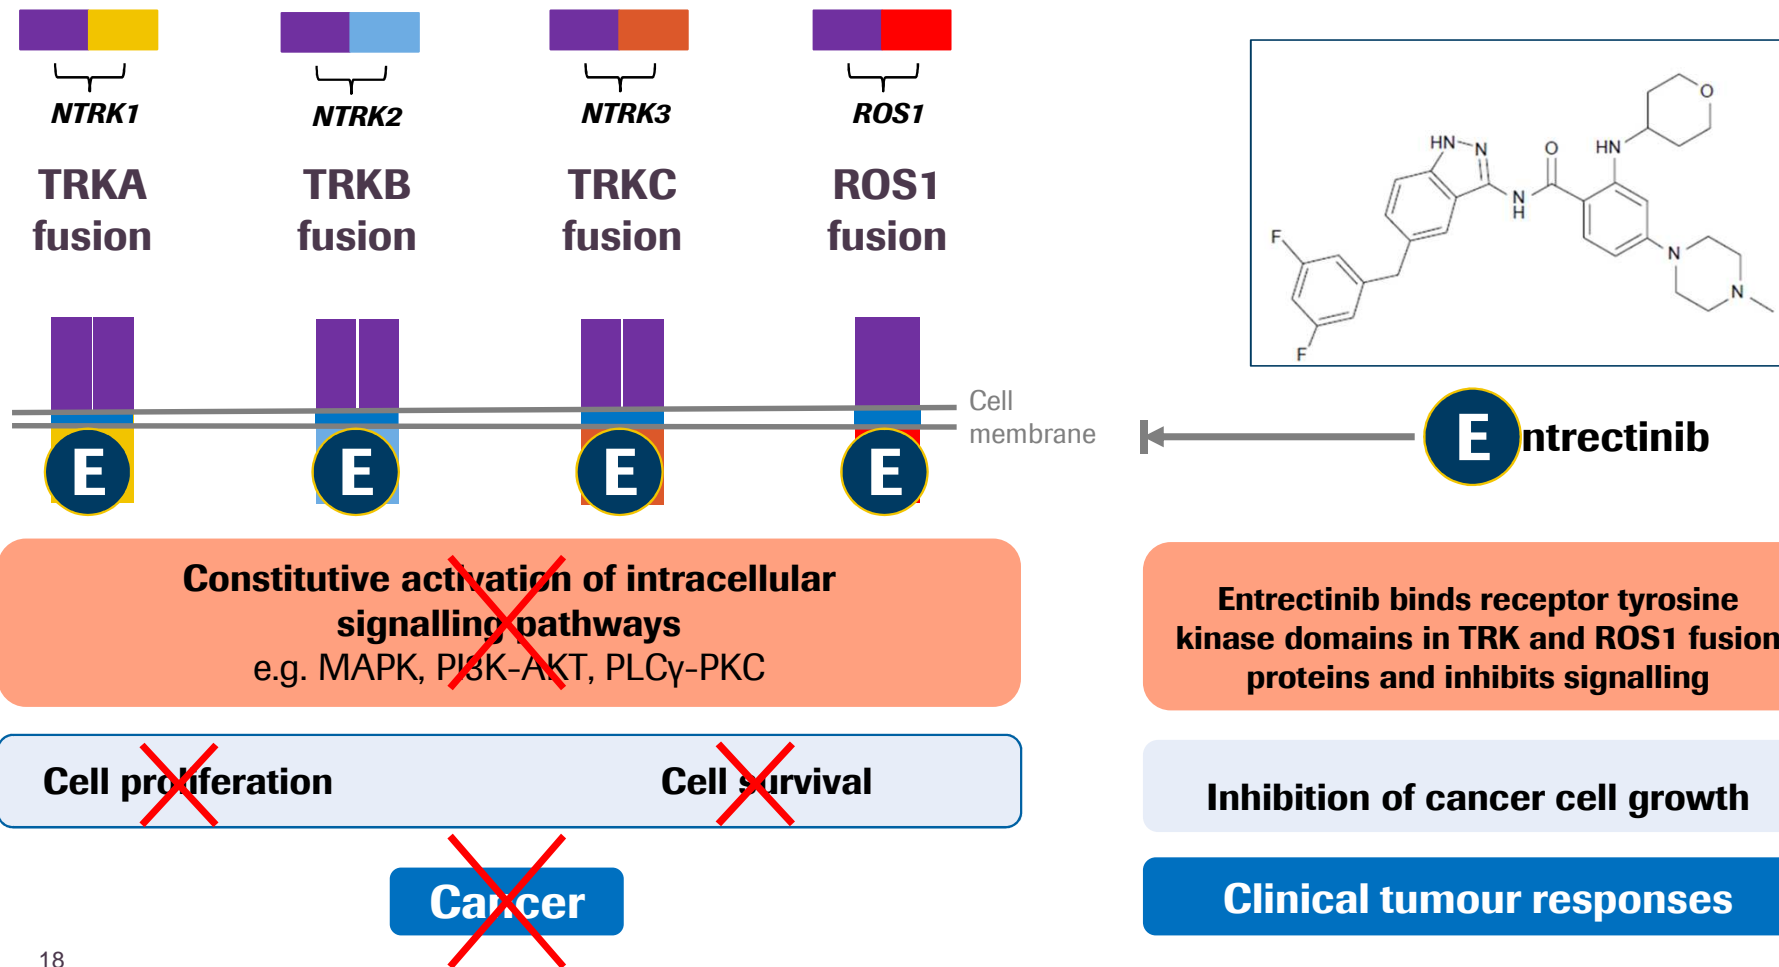 NTRK1
NTRK2
NTRK3
ROS1
TRKA
fusion
TRKB
fusion
TRKC
fusion
ROS1
fusion
HN
N
N
H
O
HN
O
N
N
F
F
Cell
membrane
E
E
E
E
E ntrectinib
Constitutive activation of intracellular
signalling pathways
e.g. MAPK, PI3K-AKT, PLCγ-PKC
Cell proliferation
Cell survival
Cancer
Entrectinib binds receptor tyrosine
kinase domains in TRK and ROS1 fusion
proteins and inhibits signalling
Inhibition of cancer cell growth
Clinical tumour responses
18